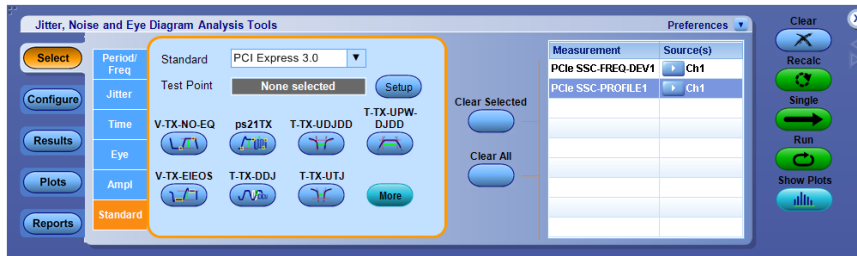 Jitter, Noise and Eye Diagram Analysis Tools
Preferences
Clear
Select
Configure
Results
Plots
Reports
Period/
Freq
Jitter
Time
Eye
Ampl
Standard
Standard
PCI Express 3.0
Test Point
None selected
Setup
V-TX-NO-EQ
ps21TX
T-TX-UDJDD
T-TX-UPW-
DJDD
V-TX-EIEOS
T-TX-DDJ
T-TX-UTJ
More
Clear Selected
Clear All
Measurement
Source(s)
PCIe SSC-FREQ-DEV1
Ch1
PCIe SSC-PROFILE1
Ch1
Recalc
Single
Run
Show Plots